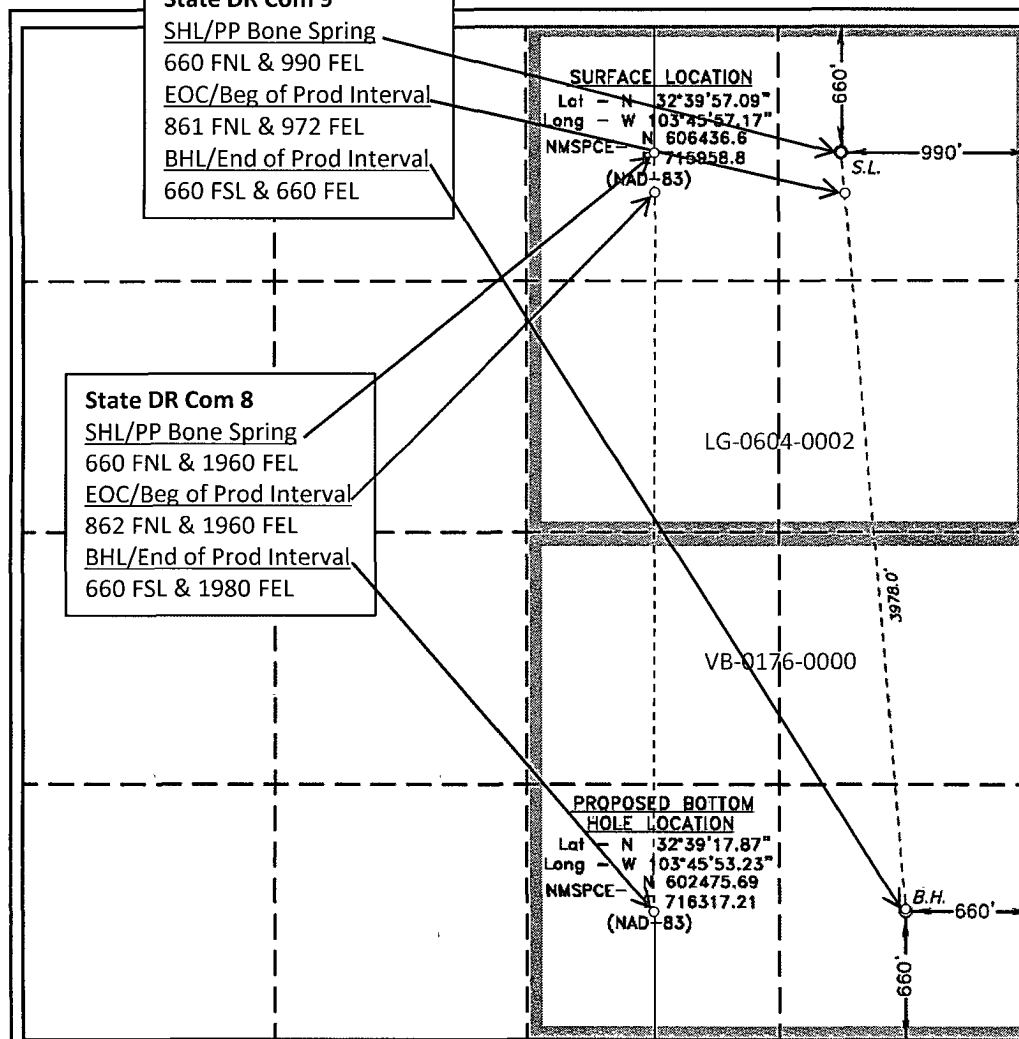 State DR Com 9
SHL/PP Bone Spring
660 FNL & 990 FEL
EOC/Beg of Prod Interval
861 FNL & 972 FEL
BHL/End of Prod Interval
660 FSL & 660 FEL
SURFACE LOCATION
Lat - N 32°39'57.09"
Long - W 103°45'57.17"
NMSPCE- N 606436.6
715958.8
(NAD-83)
660'
990'
S.L.
State DR Com 8
SHL/PP Bone Spring
660 FNL & 1960 FEL
EOC/Beg of Prod Interval
862 FNL & 1960 FEL
BHL/End of Prod Interval
660 FSL & 1980 FEL
LG-0604-0002
3978.0'
VB-0176-0000
PROPOSED BOTTOM
HOLE LOCATION
Lat - N 32°39'17.87"
Long - W 103°45'53.23"
NMSPCE- N 602475.69
716317.21
(NAD-83)
B.H.
660'
660'